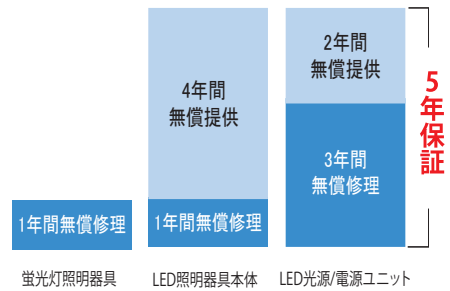 2年間
無償提供
4年間
無償提供
5年保証
3年間
無償修理
1年間無償修理
1年間無償修理
蛍光灯照明器具
LED照明器具本体
LED光源/電源ユニット